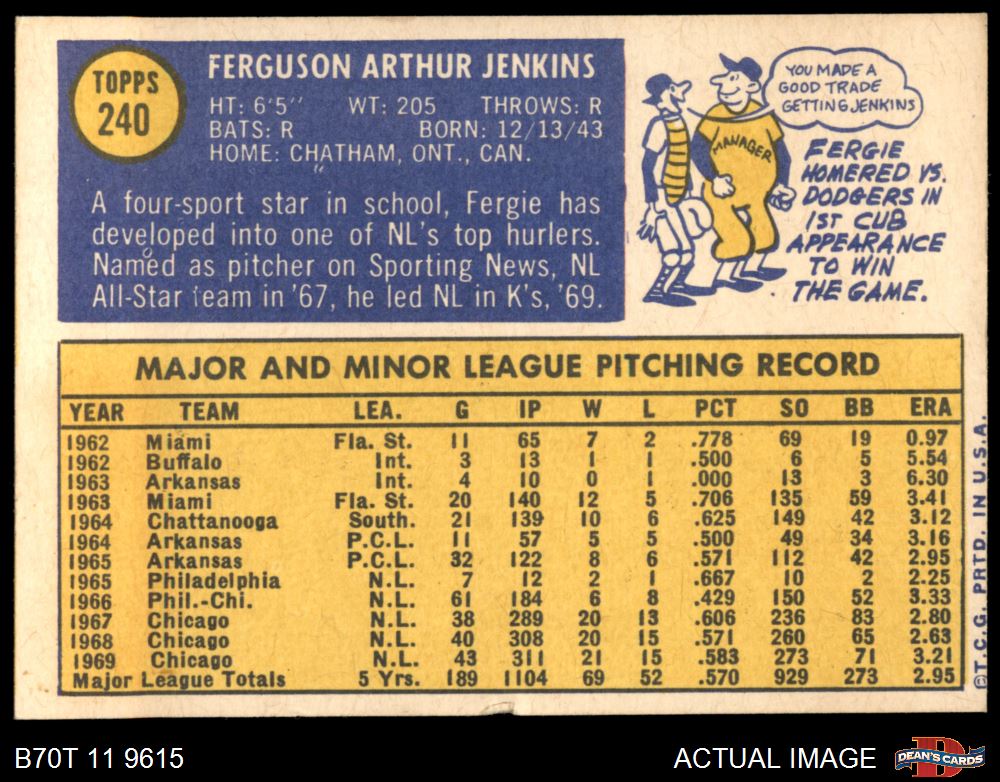 TOPPS
240
FERGUSON ARTHUR JENKINS
HT: 6'5" WT: 205 THROWS: R
BATS: R BORN: 12/13/43
HOME: CHATHAM, ONT., CAN.
A four-sport star in school, Fergie has
developed into one of NL's top hurlers.
Named as pitcher on Sporting News, NL
All-Star team in '67, he led NL in K's, '69.
YOU MADE A
GOOD TRADE
GETTING JENKINS
MANAGER
FERGIE
HOMERED VS.
DODGERS IN
1ST CUB
APPEARANCE
TO WIN
THE GAME.
MAJOR AND MINOR LEAGUE PITCHING RECORD
YEAR TEAM LEA. G IP W L PCT SO BB ERA
1962 Miami Fla. St. 11 65 7 2 .778 69 19 0.97
1962 Buffalo Int. 3 13 1 1 .500 6 5 5.54
1963 Arkansas Int. 4 10 0 1 .000 13 3 6.30
1963 Miami Fla. St. 20 140 12 5 .706 135 59 3.41
1964 Chattanooga South. 21 139 10 6 .625 149 42 3.12
1964 Arkansas P.C.L. 11 57 5 5 .500 49 34 3.16
1965 Arkansas P.C.L. 32 122 8 6 .571 112 42 2.95
1965 Philadelphia N.L. 7 12 2 1 .667 10 2 2.25
1966 Phil.-Chi. N.L. 61 184 6 8 .429 150 52 3.33
1967 Chicago N.L. 38 289 20 13 .606 236 83 2.80
1968 Chicago N.L. 40 308 20 15 .571 260 65 2.63
1969 Chicago N.L. 43 311 21 15 .583 273 71 3.21
Major League Totals 5 Yrs. 189 1104 69 52 .570 929 273 2.95
©T.C.G. PRTD. IN U.S.A.
B70T 11 9615
ACTUAL IMAGE
D
DEAN'S CARDS